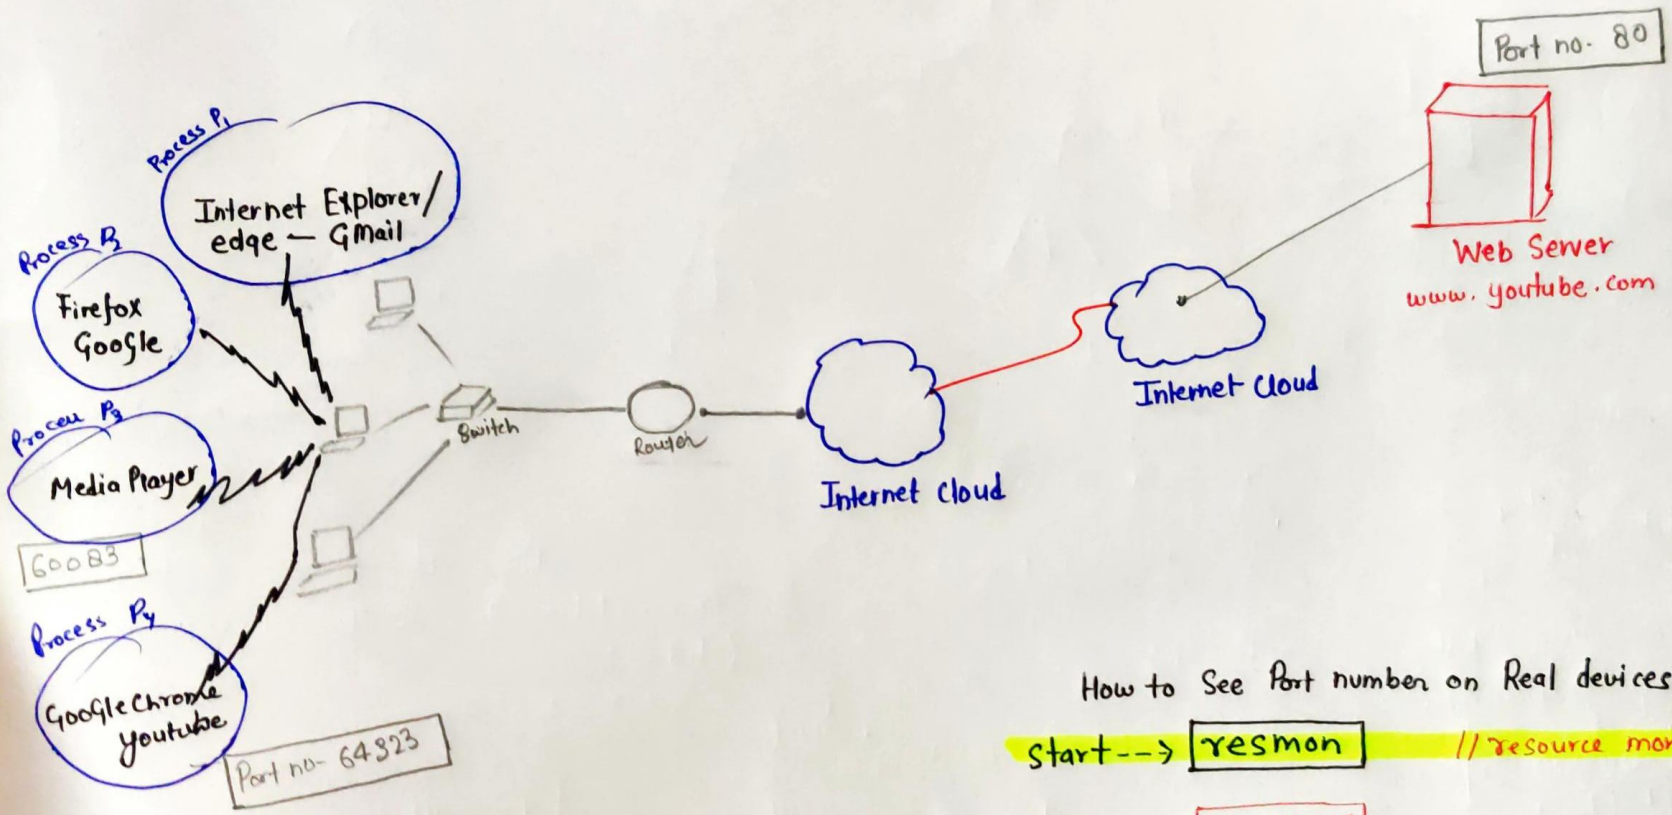 Port no- 80
Process P1
Internet Explorer/
edge - GMail
Process P2
Firefox
Google
Web Server
www.youtube.com
Internet Cloud
Switch
Router
Internet Cloud
Process P3
Media Player
60083
Process P4
Google Chrome
Youtube
Port no- 64323
How to See Port number on Real devices
Start--> resmon //resource mon